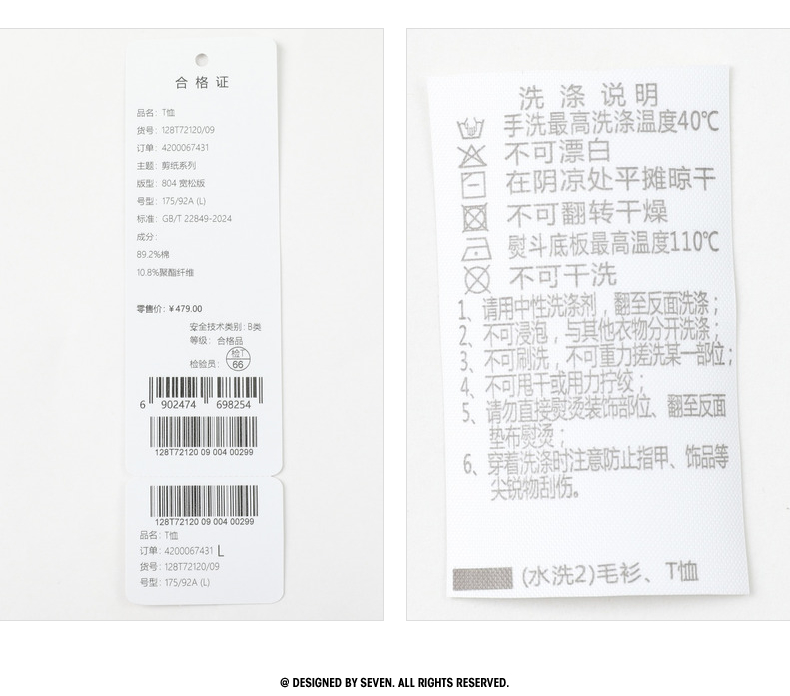 合格证
品名: T恤
货号: 128T72120/09
订单: 4200067431
主题: 剪纸系列
版型: 804 宽松版
号型: 175/92A (L)
标准: GB/T 22849-2024
成分:
89.2%棉
10.8%聚酯纤维
零售价: ¥479.00
安全技术类别: B类
等级: 合格品
检验员: 检1 66
6 902474 698254
128T72120 09 004 00299
128T72120 09 004 00299
品名: T恤
订单: 4200067431 L
货号: 128T72120/09
号型: 175/92A (L)
洗涤说明
手洗最高洗涤温度40℃
不可漂白
在阴凉处平摊晾干
不可翻转干燥
熨斗底板最高温度110℃
不可干洗
1、请用中性洗涤剂，翻至反面洗涤；
2、不可浸泡，与其他衣物分开洗涤；
3、不可刷洗，不可重力搓洗某一部位；
4、不可甩干或用力拧绞；
5、请勿直接熨烫装饰部位、翻至反面
垫布熨烫；
6、穿着洗涤时注意防止指甲、饰品等
尖锐物刮伤。
(水洗2)毛衫、T恤
@ DESIGNED BY SEVEN. ALL RIGHTS RESERVED.